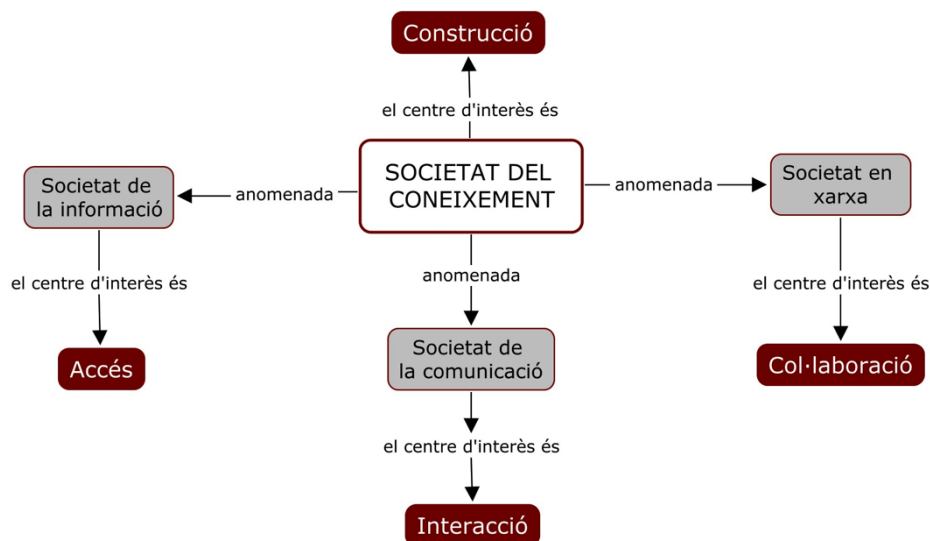 Construcció
el centre d'interès és
SOCIETAT DEL
CONEIXEMENT
anomenada
Societat de
la informació
el centre d'interès és
Accés
anomenada
Societat de
la comunicació
el centre d'interès és
Interacció
anomenada
Societat en
xarxa
el centre d'interès és
Col·laboració